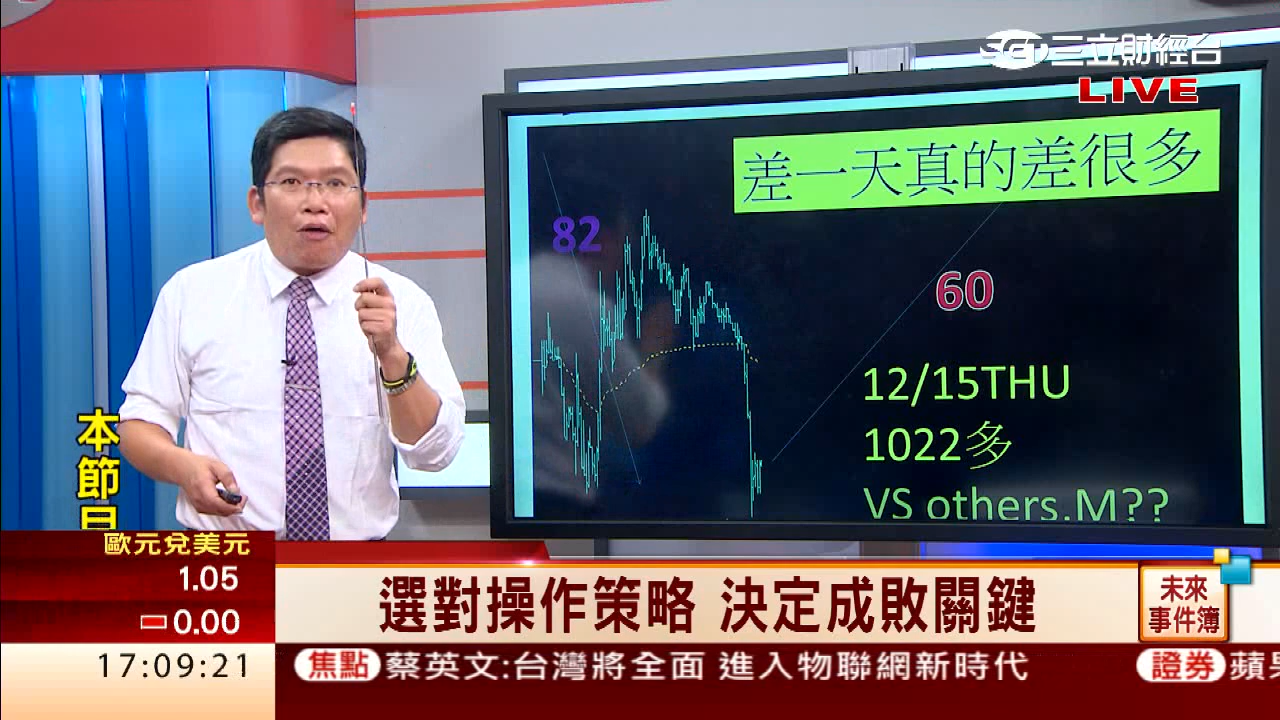 三立財經台
LIVE
差一天真的差很多
82
60
12/15THU
1022多
VS others.M??
本節目
歐元兌美元
1.05
0.00
選對操作策略 決定成敗關鍵
未來
事件簿
17:09:21
焦點 蔡英文:台灣將全面 進入物聯網新時代
證券 蘋果